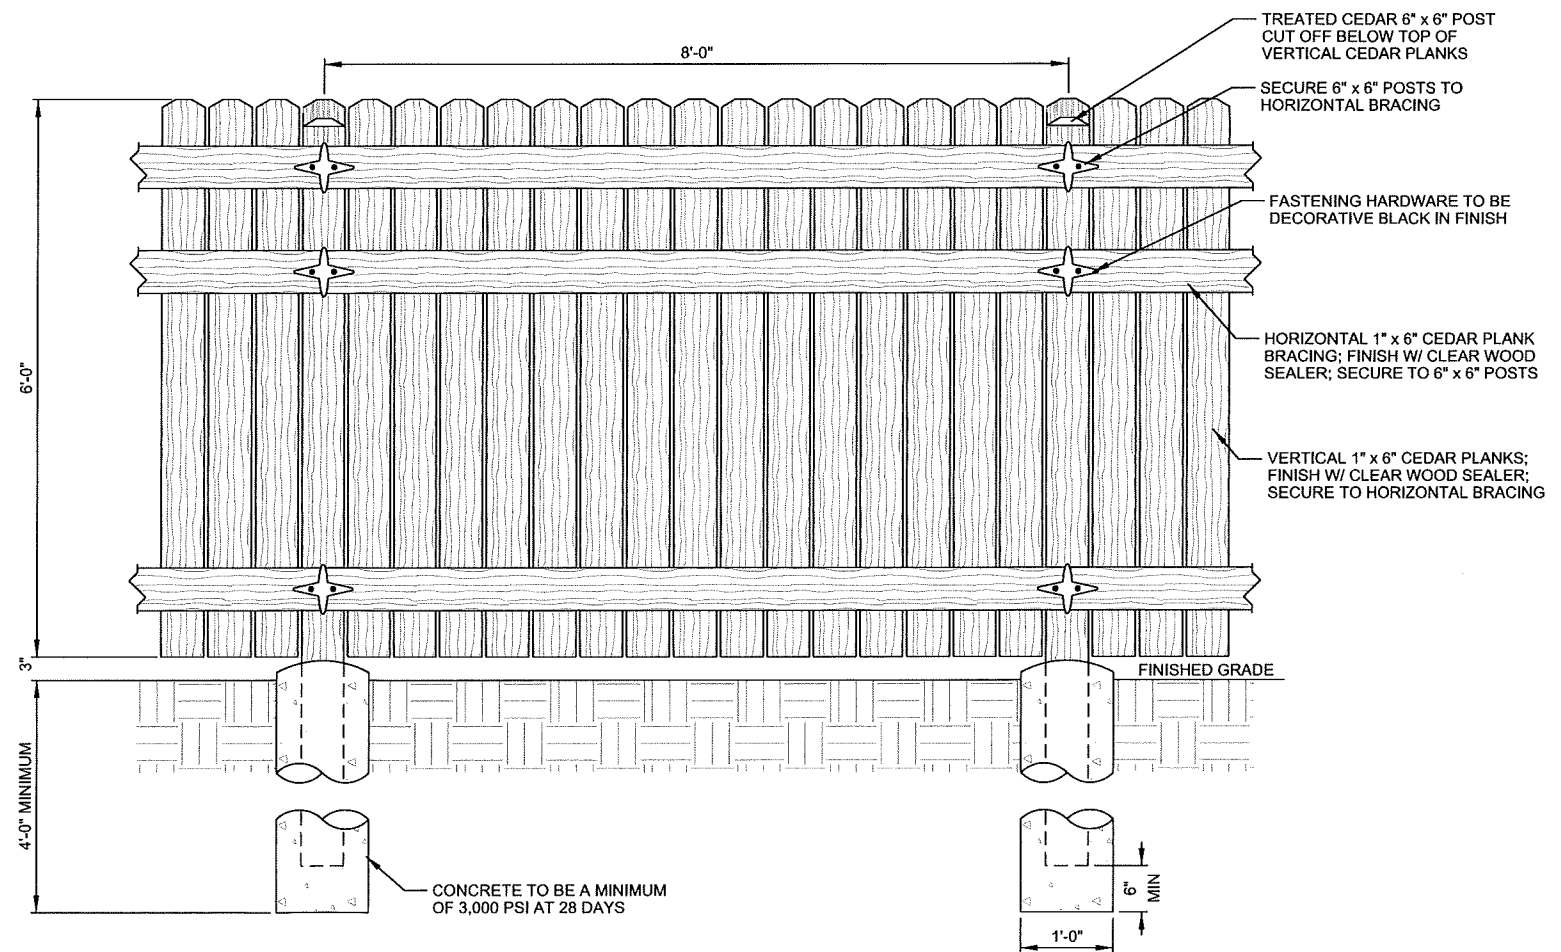 TREATED CEDAR 6" x 6" POST
CUT OFF BELOW TOP OF
VERTICAL CEDAR PLANKS
8'-0"
SECURE 6" x 6" POSTS TO
HORIZONTAL BRACING
FASTENING HARDWARE TO BE
DECORATIVE BLACK IN FINISH
HORIZONTAL 1" x 6" CEDAR PLANK
BRACING; FINISH W/ CLEAR WOOD
SEALER; SECURE TO 6" x 6" POSTS
6'-0"
VERTICAL 1" x 6" CEDAR PLANKS;
FINISH W/ CLEAR WOOD SEALER;
SECURE TO HORIZONTAL BRACING
3"
FINISHED GRADE
4'-0" MINIMUM
CONCRETE TO BE A MINIMUM
OF 3,000 PSI AT 28 DAYS
6"
MIN
1'-0"